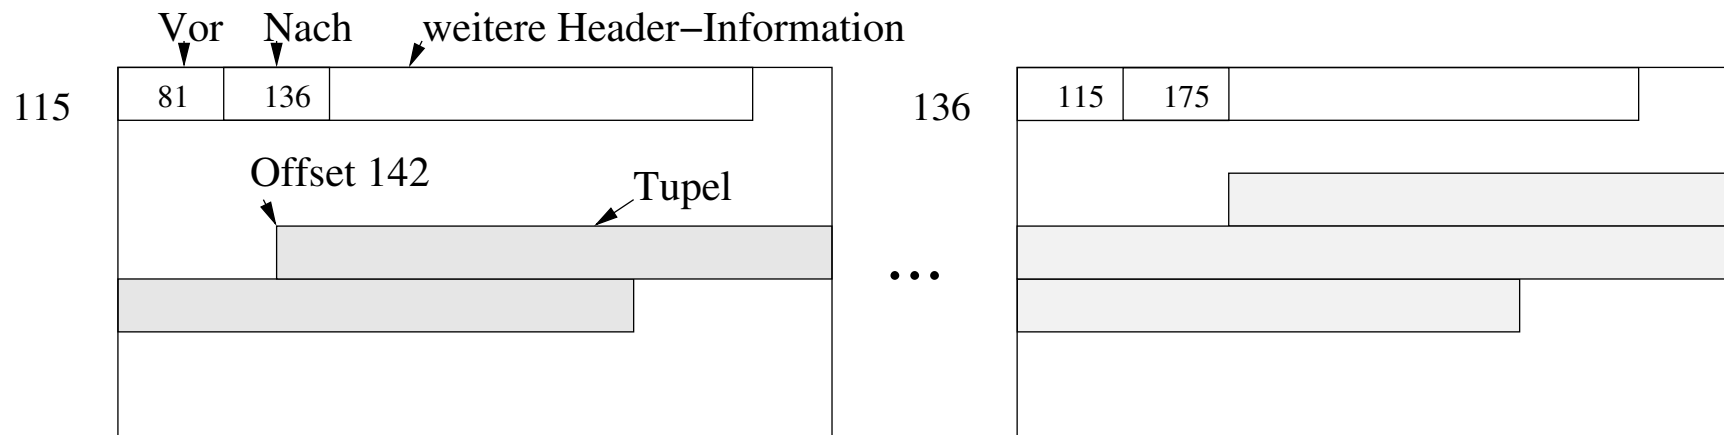 Vor Nach weitere Header−Information
115 81 136 136 115 175
Offset 142
Tupel
...